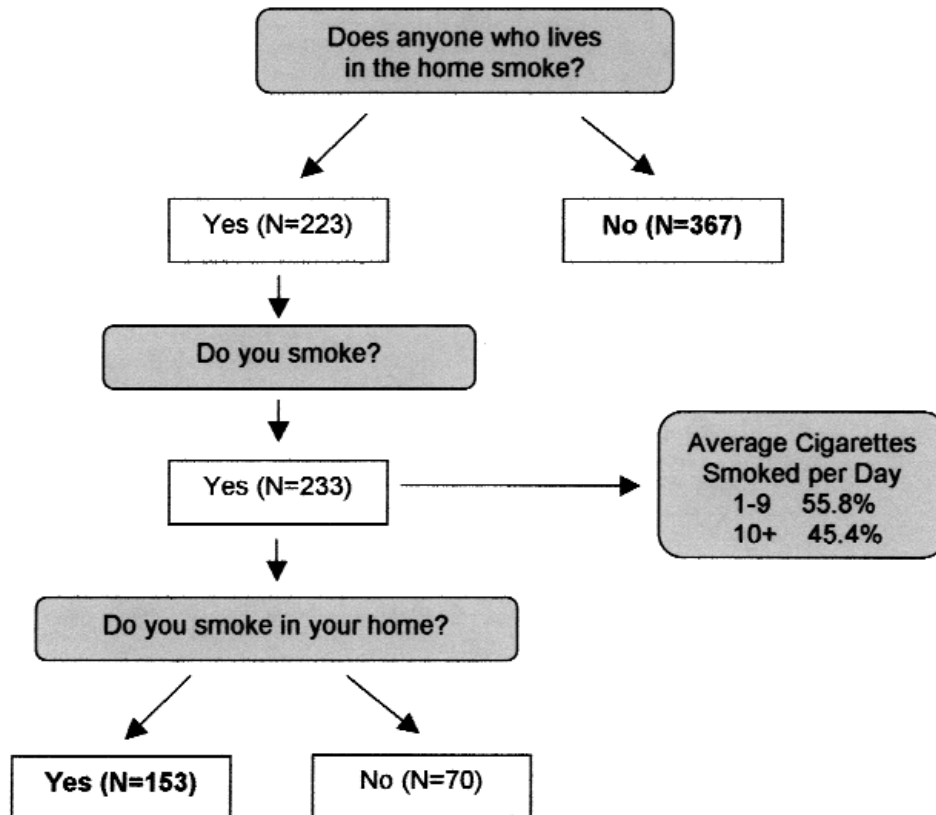 Does anyone who lives
in the home smoke?
Yes (N=223)
No (N=367)
Do you smoke?
Yes (N=233)
Average Cigarettes
Smoked per Day
1-9 55.8%
10+ 45.4%
Do you smoke in your home?
Yes (N=153)
No (N=70)